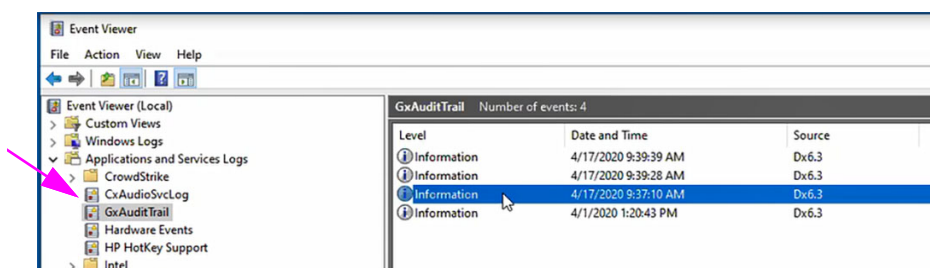 Event Viewer
File Action View Help
Event Viewer (Local)
Custom Views
Windows Logs
Applications and Services Logs
CrowdStrike
CxAudioSvcLog
GxAuditTrail
Hardware Events
HP HotKey Support
Intel
GxAuditTrail Number of events: 4
Level Date and Time Source
Information 4/17/2020 9:39:39 AM Dx6.3
Information 4/17/2020 9:39:28 AM Dx6.3
Information 4/17/2020 9:37:10 AM Dx6.3
Information 4/1/2020 1:20:43 PM Dx6.3